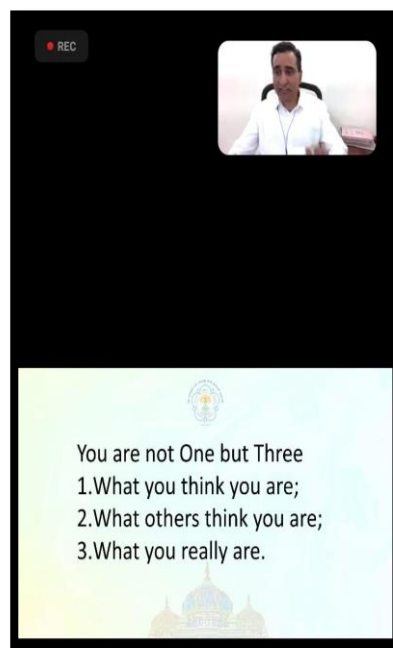 REC
You are not One but Three
1.What you think you are;
2.What others think you are;
3.What you really are.